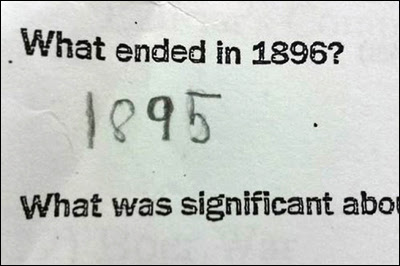 What ended in 1896?
1895
What was significant abo